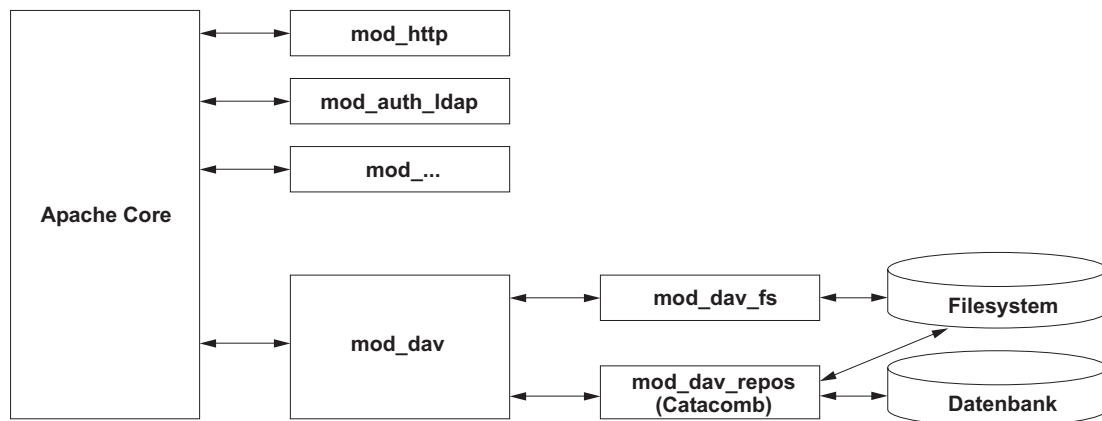 mod_http
mod_auth_ldap
mod_...
Apache Core
mod_dav
mod_dav_fs
Filesystem
mod_dav_repos
(Catacomb)
Datenbank